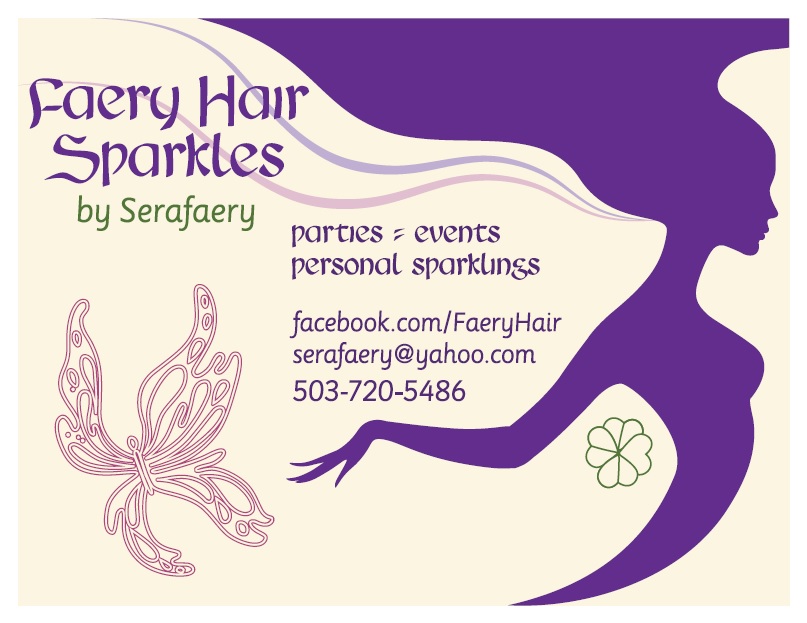 Faery Hair
Sparkles
by Serafaery
parties = events
personal sparklings
facebook.com/FaeryHair
serafaery@yahoo.com
503-720-5486